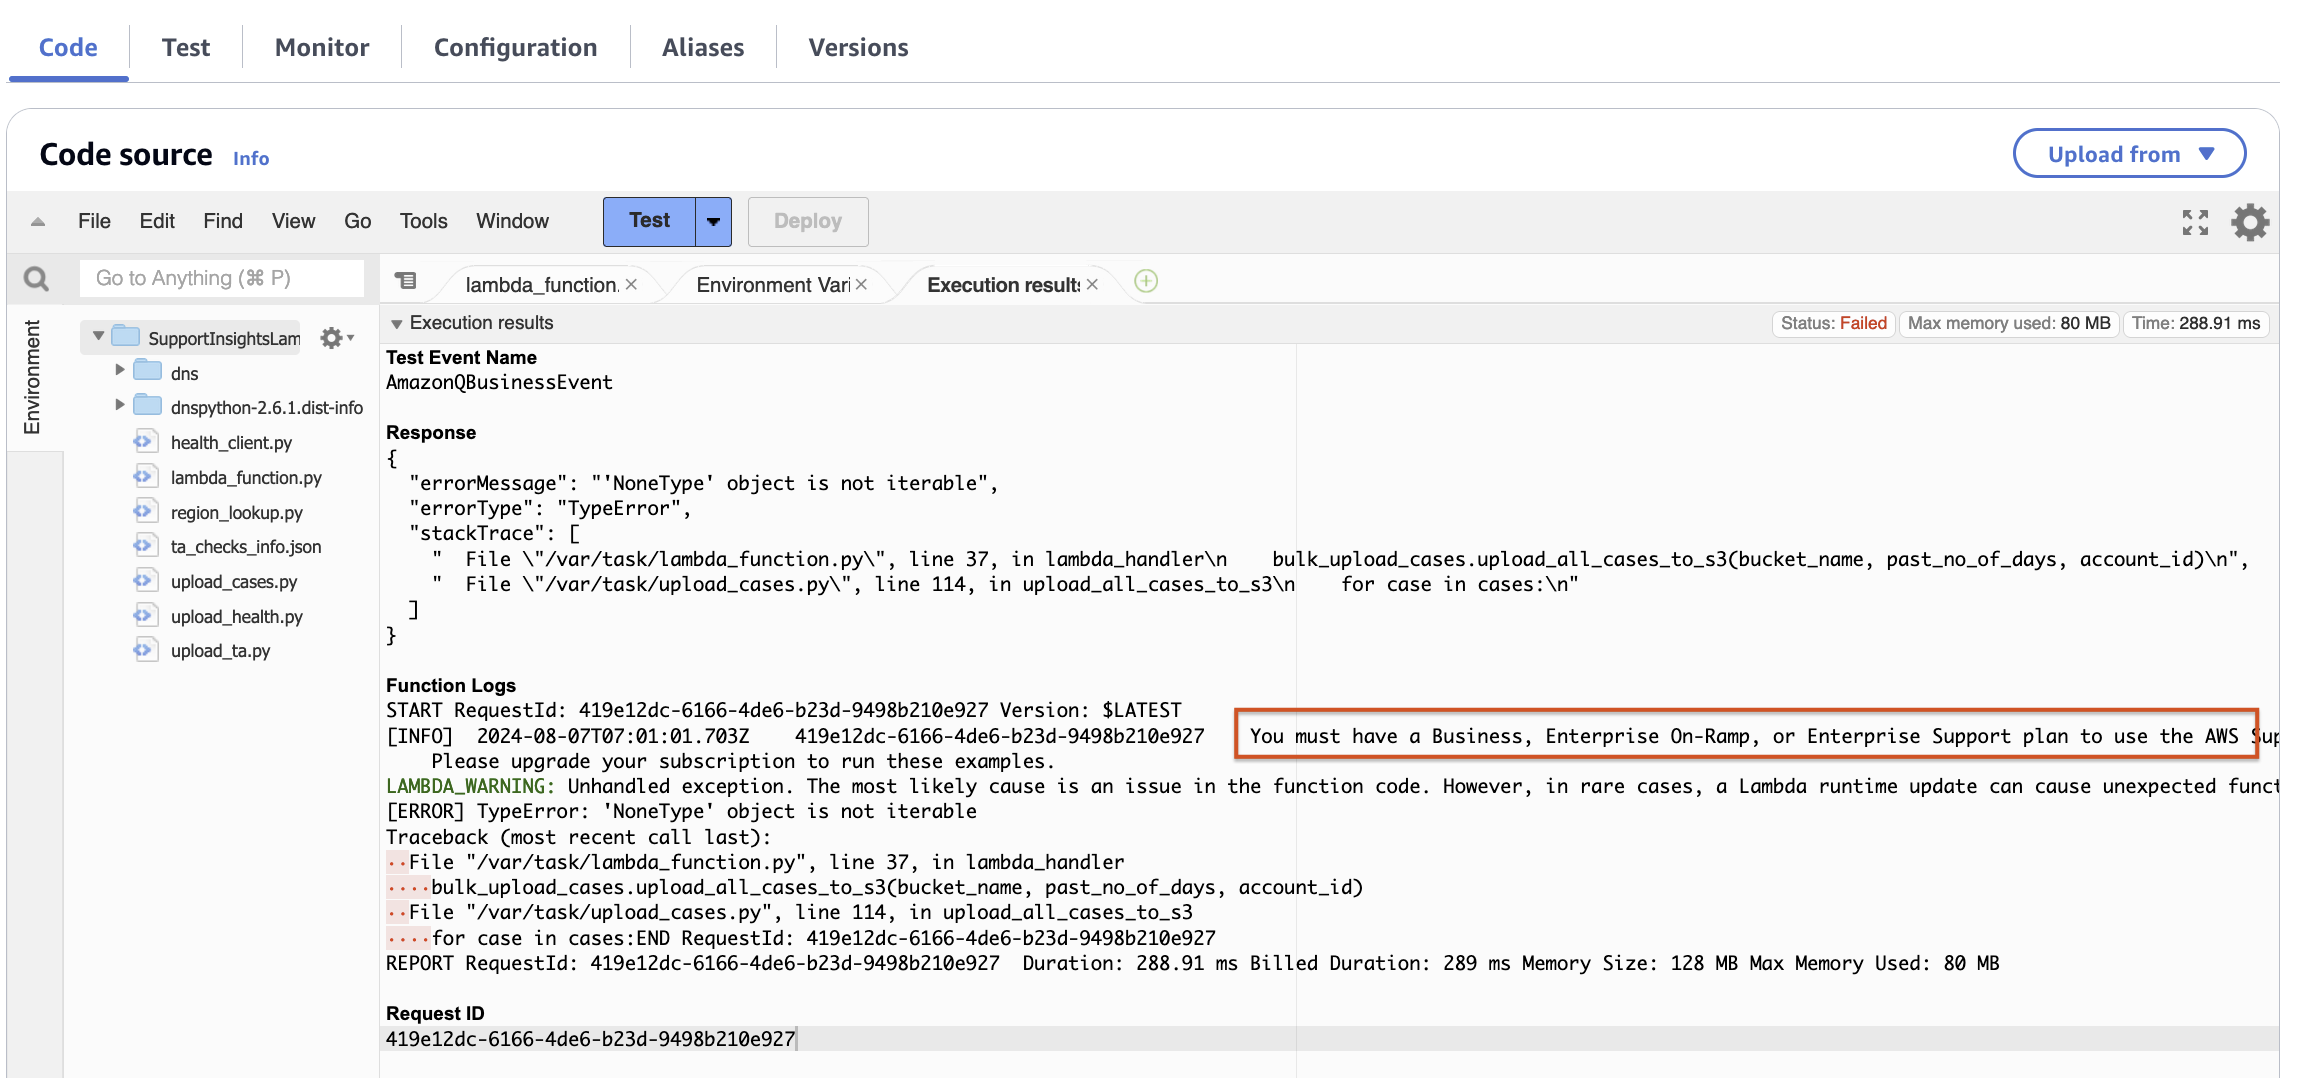 Code Test Monitor Configuration Aliases Versions
Code source Info
Upload from
File Edit Find View Go Tools Window Test Deploy
Go to Anything (⌘ P)
lambda_function. Environment Vari Execution results
Environment
SupportInsightsLam
dns
dnspython-2.6.1.dist-info
health_client.py
lambda_function.py
region_lookup.py
ta_checks_info.json
upload_cases.py
upload_health.py
upload_ta.py
Execution results Status: Failed Max memory used: 80 MB Time: 288.91 ms
Test Event Name
AmazonQBusinessEvent
Response
{
"errorMessage": "'NoneType' object is not iterable",
"errorType": "TypeError",
"stackTrace": [
"  File \"/var/task/lambda_function.py\", line 37, in lambda_handler\n    bulk_upload_cases.upload_all_cases_to_s3(bucket_name, past_no_of_days, account_id)\n",
"  File \"/var/task/upload_cases.py\", line 114, in upload_all_cases_to_s3\n    for case in cases:\n"
]
}
Function Logs
START RequestId: 419e12dc-6166-4de6-b23d-9498b210e927 Version: $LATEST
[INFO]  2024-08-07T07:01:01.703Z    419e12dc-6166-4de6-b23d-9498b210e927    You must have a Business, Enterprise On-Ramp, or Enterprise Support plan to use the AWS Sup
Please upgrade your subscription to run these examples.
LAMBDA_WARNING: Unhandled exception. The most likely cause is an issue in the function code. However, in rare cases, a Lambda runtime update can cause unexpected funct
[ERROR] TypeError: 'NoneType' object is not iterable
Traceback (most recent call last):
··File "/var/task/lambda_function.py", line 37, in lambda_handler
····bulk_upload_cases.upload_all_cases_to_s3(bucket_name, past_no_of_days, account_id)
··File "/var/task/upload_cases.py", line 114, in upload_all_cases_to_s3
····for case in cases:END RequestId: 419e12dc-6166-4de6-b23d-9498b210e927
REPORT RequestId: 419e12dc-6166-4de6-b23d-9498b210e927  Duration: 288.91 ms Billed Duration: 289 ms Memory Size: 128 MB Max Memory Used: 80 MB
Request ID
419e12dc-6166-4de6-b23d-9498b210e927